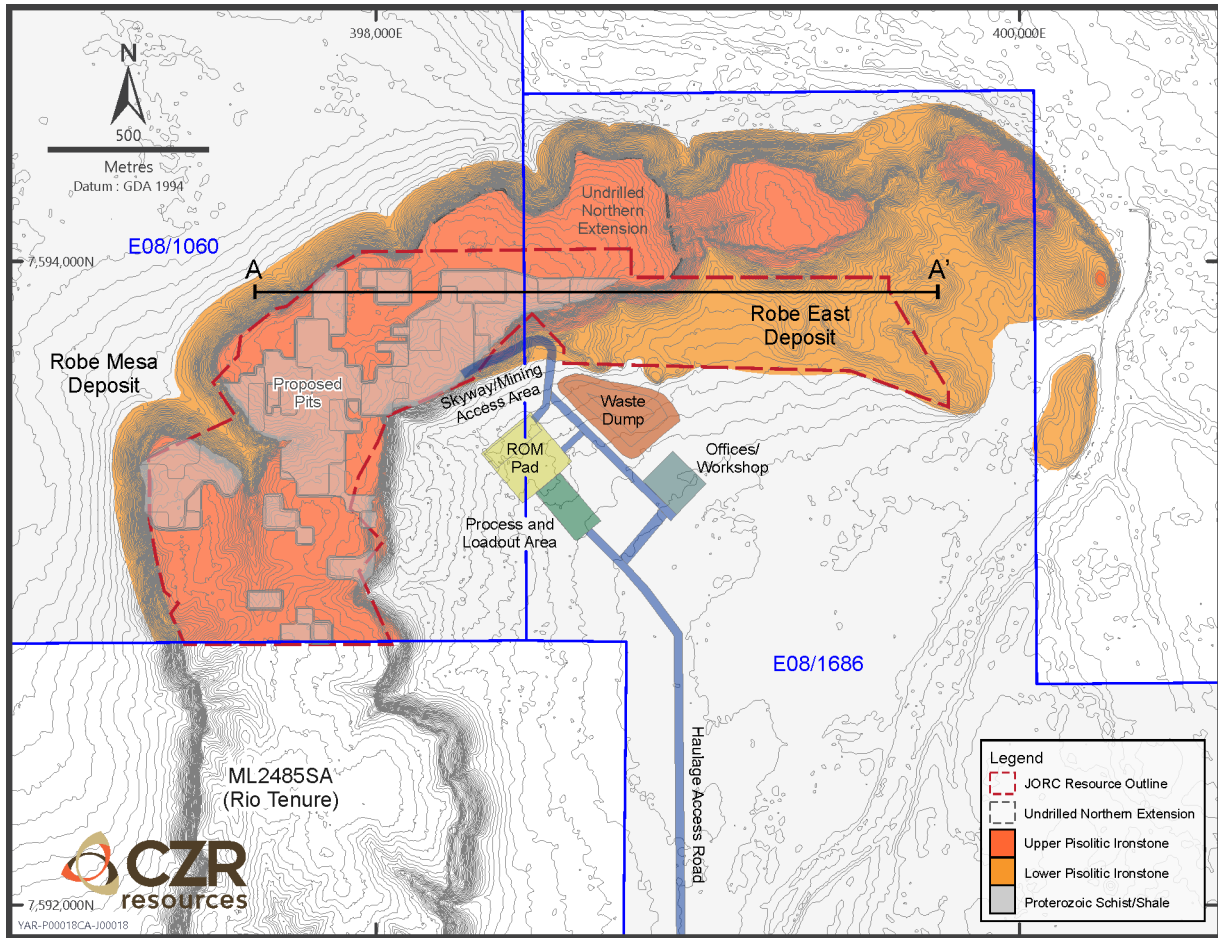 398,000E
400,000E
N
500
Metres
Datum : GDA 1994
Undrilled
Northern
Extension
E08/1060
7,594,000N
A
A'
Robe East
Deposit
Robe Mesa
Deposit
Proposed
Pits
Skyway/Mining
Access Area
Waste
Dump
ROM
Pad
Offices/
Workshop
Process and
Loadout Area
E08/1686
Haulage Access Road
ML2485SA
(Rio Tenure)
Legend
JORC Resource Outline
Undrilled Northern Extension
Upper Pisolitic Ironstone
Lower Pisolitic Ironstone
Proterozoic Schist/Shale
CZR
resources
7,592,000N
YAR-P00018CA-J00018